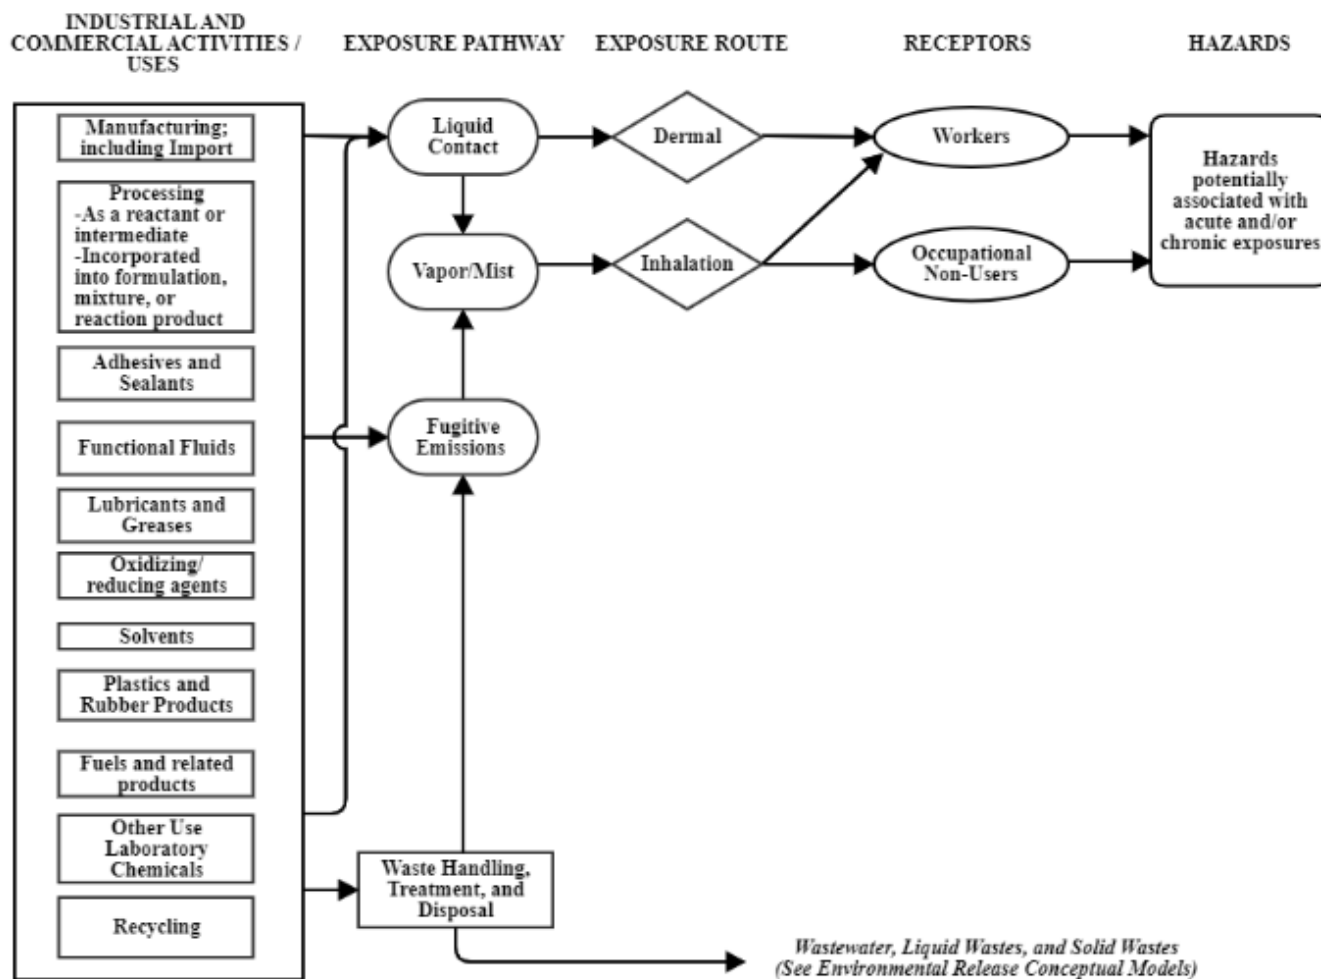 INDUSTRIAL AND
COMMERCIAL ACTIVITIES /
USES
EXPOSURE PATHWAY
EXPOSURE ROUTE
RECEPTORS
HAZARDS
Manufacturing;
including Import
Processing
-As a reactant or
intermediate
-Incorporated
into formulation,
mixture, or
reaction product
Adhesives and
Sealants
Functional Fluids
Lubricants and
Greases
Oxidizing/
reducing agents
Solvents
Plastics and
Rubber Products
Fuels and related
products
Other Use
Laboratory
Chemicals
Recycling
Liquid
Contact
Vapor/Mist
Fugitive
Emissions
Waste Handling,
Treatment, and
Disposal
Dermal
Inhalation
Workers
Occupational
Non-Users
Hazards
potentially
associated with
acute and/or
chronic exposures
Wastewater, Liquid Wastes, and Solid Wastes
(See Environmental Release Conceptual Models)